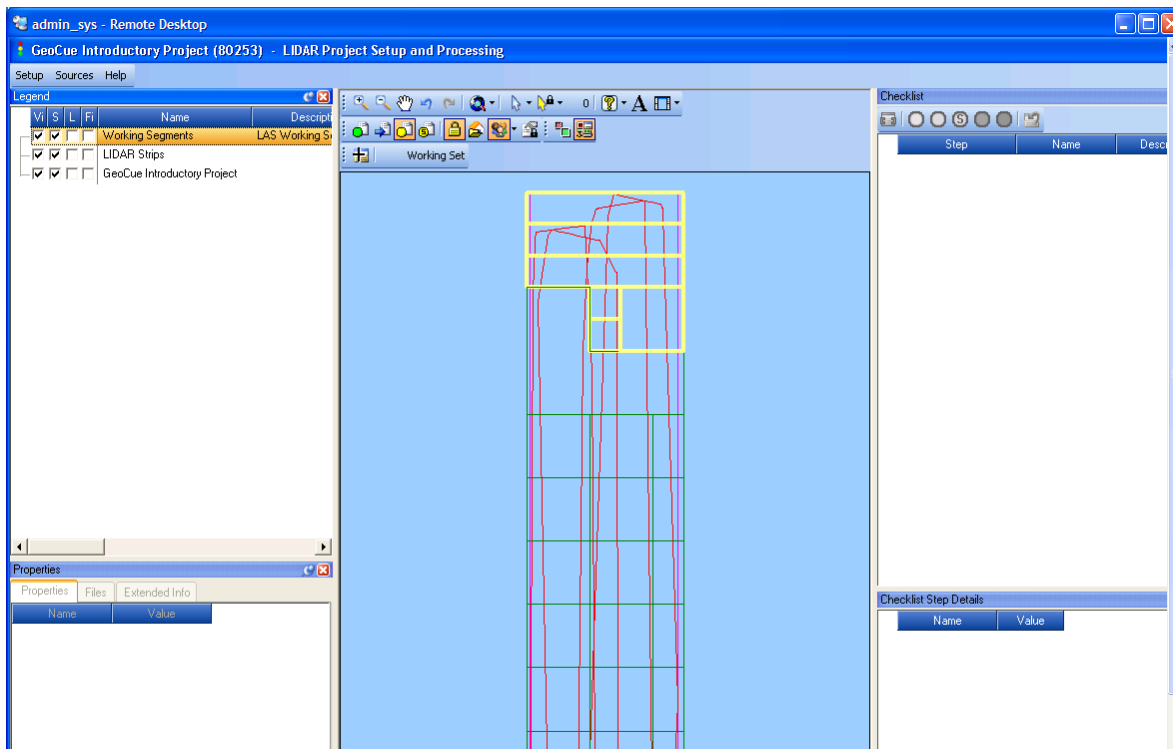 admin_sys - Remote Desktop
GeoCue Introductory Project (80253) - LIDAR Project Setup and Processing
Setup Sources Help
Legend
Vi S L Fi Name Descripti
Working Segments LAS Working Se
LIDAR Strips
GeoCue Introductory Project
0 A
S
Working Set
Checklist
S
Step Name Descr
Properties
Properties Files Extended Info
Name Value
Checklist Step Details
Name Value